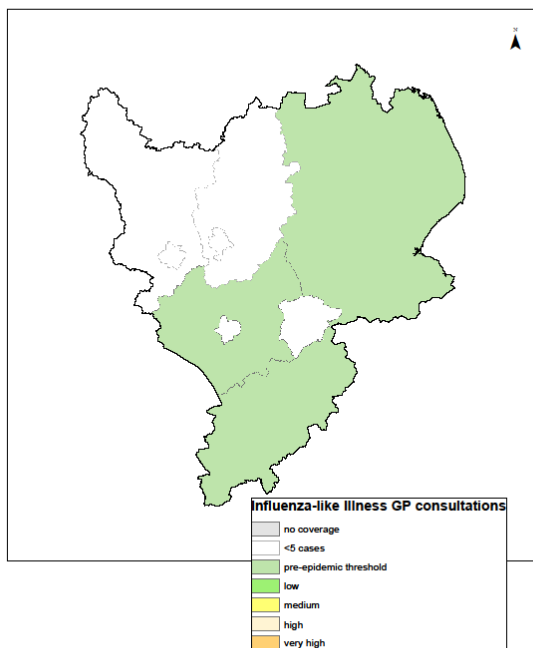 Influenza-like Illness GP consultations
no coverage
<5 cases
pre-epidemic threshold
low
medium
high
very high